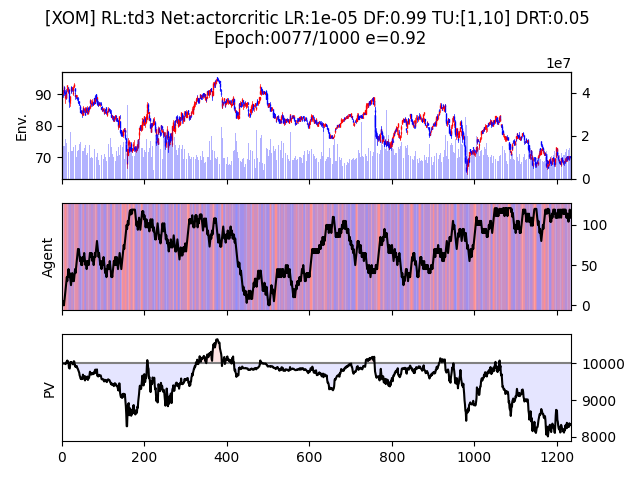 [XOM] RL:td3 Net:actorcritic LR:1e-05 DF:0.99 TU:[1,10] DRT:0.05
Epoch:0077/1000 e=0.92
1e7
Env.
90
80
70
4
2
0
Agent
100
50
0
PV
10000
9000
8000
0 200 400 600 800 1000 1200